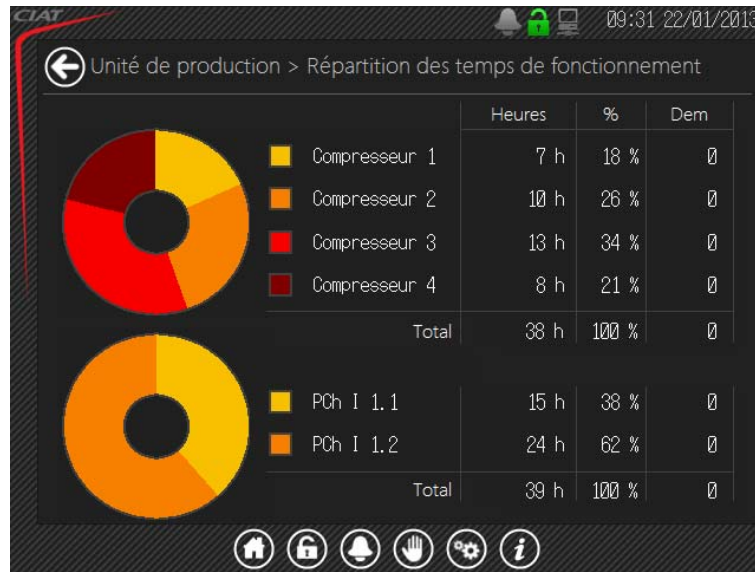 CIAT
09:31 22/01/2013
Unité de production > Répartition des temps de fonctionnement
Heures % Dem
Compresseur 1 7 h 18 % 0
Compresseur 2 10 h 26 % 0
Compresseur 3 13 h 34 % 0
Compresseur 4 8 h 21 % 0
Total 38 h 100 % 0
PCh I 1.1 15 h 38 % 0
PCh I 1.2 24 h 62 % 0
Total 39 h 100 % 0
i